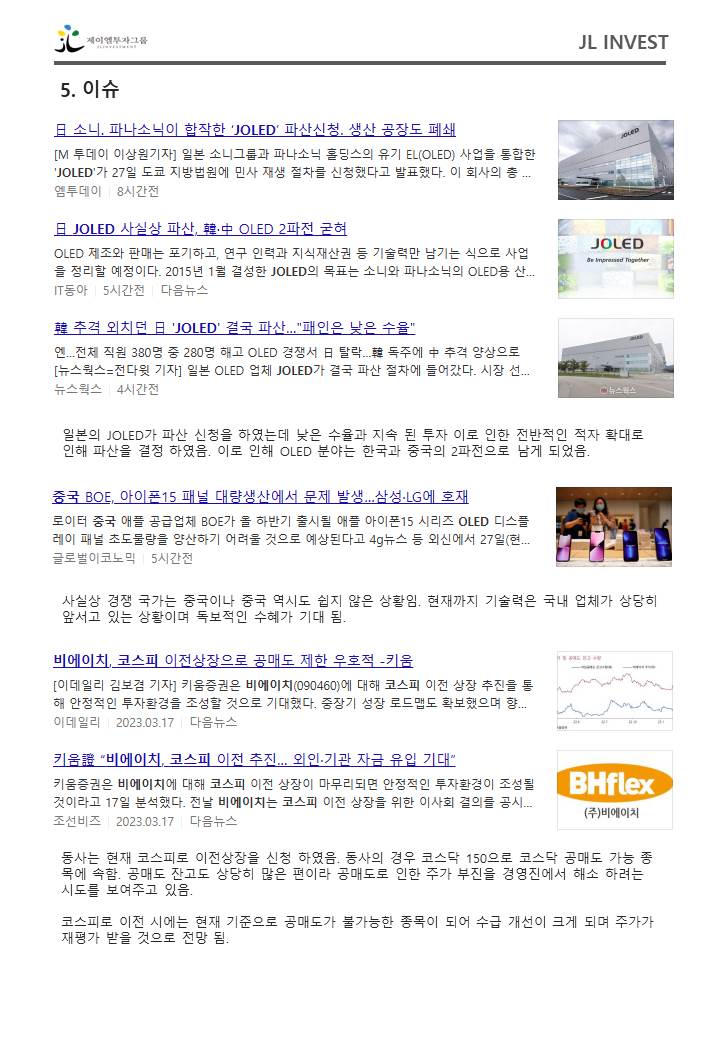 제이엘투자그룹
JL INVESTMENT
JL INVEST
5. 이슈
日 소니. 파나소닉이 합작한 ‘JOLED’ 파산신청. 생산 공장도 폐쇄
[M 투데이 이상원기자] 일본 소니그룹과 파나소닉 홀딩스의 유기 EL(OLED) 사업을 통합한
'JOLED'가 27일 도쿄 지방법원에 민사 재생 절차를 신청했다고 발표했다. 이 회사의 총 ...
엠투데이 8시간전
JOLED
日 JOLED 사실상 파산, 韓·中 OLED 2파전 굳혀
OLED 제조와 판매는 포기하고, 연구 인력과 지식재산권 등 기술력만 남기는 식으로 사업
을 정리할 예정이다. 2015년 1월 결성한 JOLED의 목표는 소니와 파나소닉의 OLED용 산...
IT동아 5시간전 다음뉴스
JOLED
Be Impressed Together
韓 추격 외치던 日 'JOLED' 결국 파산..."패인은 낮은 수율"
엔...전체 직원 380명 중 280명 해고 OLED 경쟁서 日 탈락...韓 독주에 中 추격 양상으로
[뉴스웍스=전다윗 기자] 일본 OLED 업체 JOLED가 결국 파산 절차에 들어갔다. 시장 선...
뉴스웍스 4시간전
JOLED
뉴스웍스
일본의 JOLED가 파산 신청을 하였는데 낮은 수율과 지속 된 투자 이로 인한 전반적인 적자 확대로
인해 파산을 결정 하였음. 이로 인해 OLED 분야는 한국과 중국의 2파전으로 남게 되었음.
중국 BOE, 아이폰15 패널 대량생산에서 문제 발생...삼성·LG에 호재
로이터 중국 애플 공급업체 BOE가 올 하반기 출시될 애플 아이폰15 시리즈 OLED 디스플
레이 패널 초도물량을 양산하기 어려울 것으로 예상된다고 4g뉴스 등 외신에서 27일(현...
글로벌이코노믹 5시간전
사실상 경쟁 국가는 중국이나 중국 역시도 쉽지 않은 상황임. 현재까지 기술력은 국내 업체가 상당히
앞서고 있는 상황이며 독보적인 수혜가 기대 됨.
비에이치, 코스피 이전상장으로 공매도 제한 우호적 -키움
[이데일리 김보겸 기자] 키움증권은 비에이치(090460)에 대해 코스피 이전 상장 추진을 통
해 안정적인 투자환경을 조성할 것으로 기대했다. 중장기 성장 로드맵도 확보했으며 향...
이데일리 2023.03.17 다음뉴스
키움證 “비에이치, 코스피 이전 추진... 외인·기관 자금 유입 기대”
키움증권은 비에이치에 대해 코스피 이전 상장이 마무리되면 안정적인 투자환경이 조성될
것이라고 17일 분석했다. 전날 비에이치는 코스피 이전 상장을 위한 이사회 결의를 공시...
조선비즈 2023.03.17 다음뉴스
BHflex
(주)비에이치
동사는 현재 코스피로 이전상장을 신청 하였음. 동사의 경우 코스닥 150으로 코스닥 공매도 가능 종
목에 속함. 공매도 잔고도 상당히 많은 편이라 공매도로 인한 주가 부진을 경영진에서 해소 하려는
시도를 보여주고 있음.
코스피로 이전 시에는 현재 기준으로 공매도가 불가능한 종목이 되어 수급 개선이 크게 되며 주가가
재평가 받을 것으로 전망 됨.